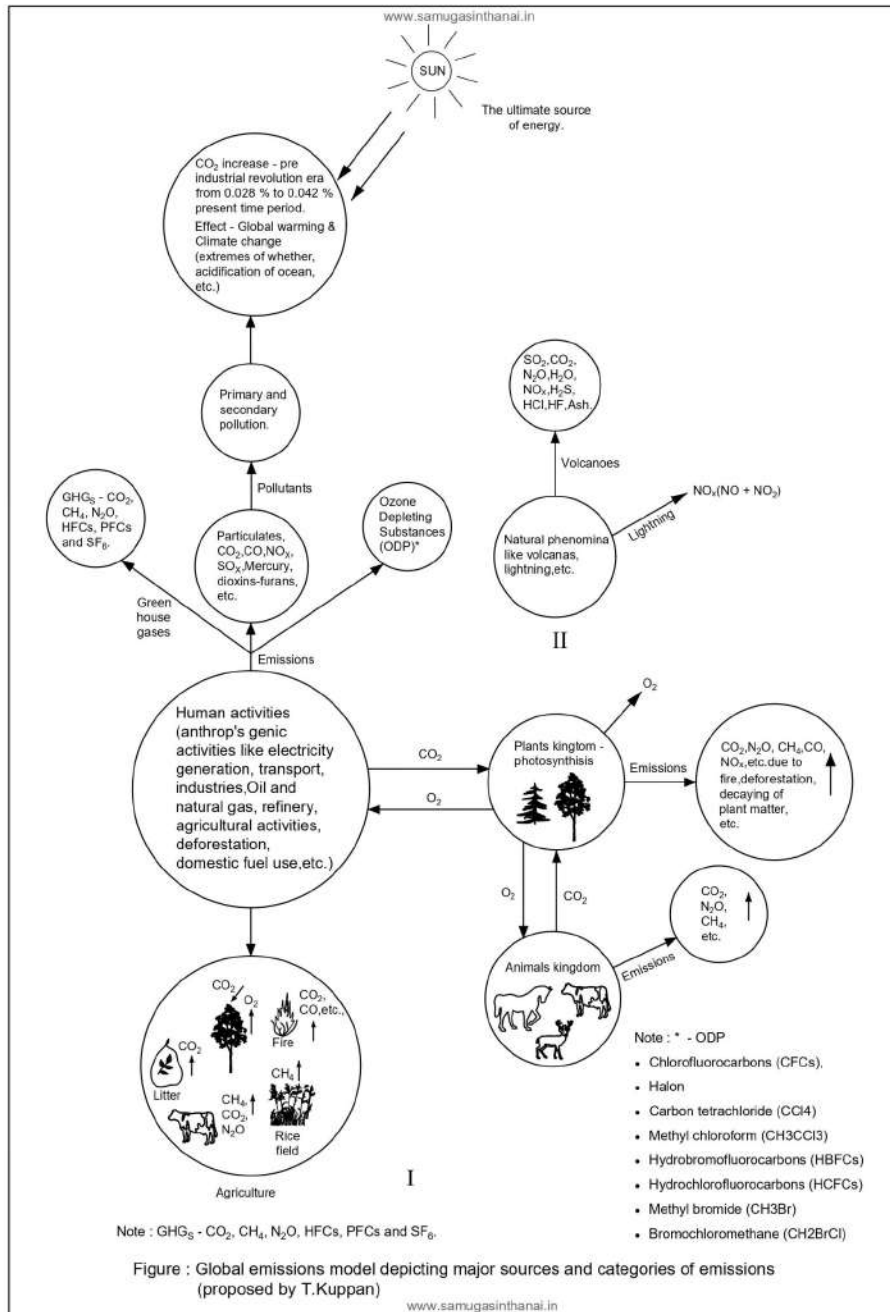 www.samugasinthanai.in
SUN
The ultimate source
of energy.
CO₂ increase - pre
industrial revolution era
from 0.028 % to 0.042 %
present time period.
Effect - Global warming &
Climate change
(extremes of whether,
acidification of ocean,
etc.)
Primary and
secondary
pollution.
Pollutants
GHGₛ - CO₂,
CH₄, N₂O,
HFCs, PFCs
and SF₆.
Particulates,
CO₂,CO,NOₓ,
SOₓ,Mercury,
dioxins-furans,
etc.
Ozone
Depleting
Substances
(ODP)*
Green
house
gases
Emissions
SO₂,CO₂,
N₂O,H₂O,
NOₓ,H₂S,
HCl,HF,Ash.
Volcanoes
Natural phenomina
like volcanas,
lightning,etc.
Lightning
NOₓ(NO + NO₂)
II
Human activities
(anthrop's genic
activities like electricity
generation, transport,
industries,Oil and
natural gas, refinery,
agricultural activities,
deforestation,
domestic fuel use,etc.)
CO₂
O₂
Plants kingtom -
photosynthisis
O₂
Emissions
CO₂,N₂O, CH₄,CO,
NOₓ,etc.due to
fire,deforestation,
decaying of
plant matter,
etc.
O₂
CO₂
Animals kingdom
Emissions
CO₂,
N₂O,
CH₄,
etc.
CO₂
O₂
CO₂,
CO,etc.,
Fire
CO₂
Litter
CH₄
CH₄,
CO₂,
N₂O
Rice
field
Agriculture
I
Note : GHGₛ - CO₂, CH₄, N₂O, HFCs, PFCs and SF₆.
Note : * - ODP
• Chlorofluorocarbons (CFCs),
• Halon
• Carbon tetrachloride (CCl4)
• Methyl chloroform (CH3CCl3)
• Hydrobromofluorocarbons (HBFCs)
• Hydrochlorofluorocarbons (HCFCs)
• Methyl bromide (CH3Br)
• Bromochloromethane (CH2BrCl)
Figure : Global emissions model depicting major sources and categories of emissions
(proposed by T.Kuppan)
www.samugasinthanai.in